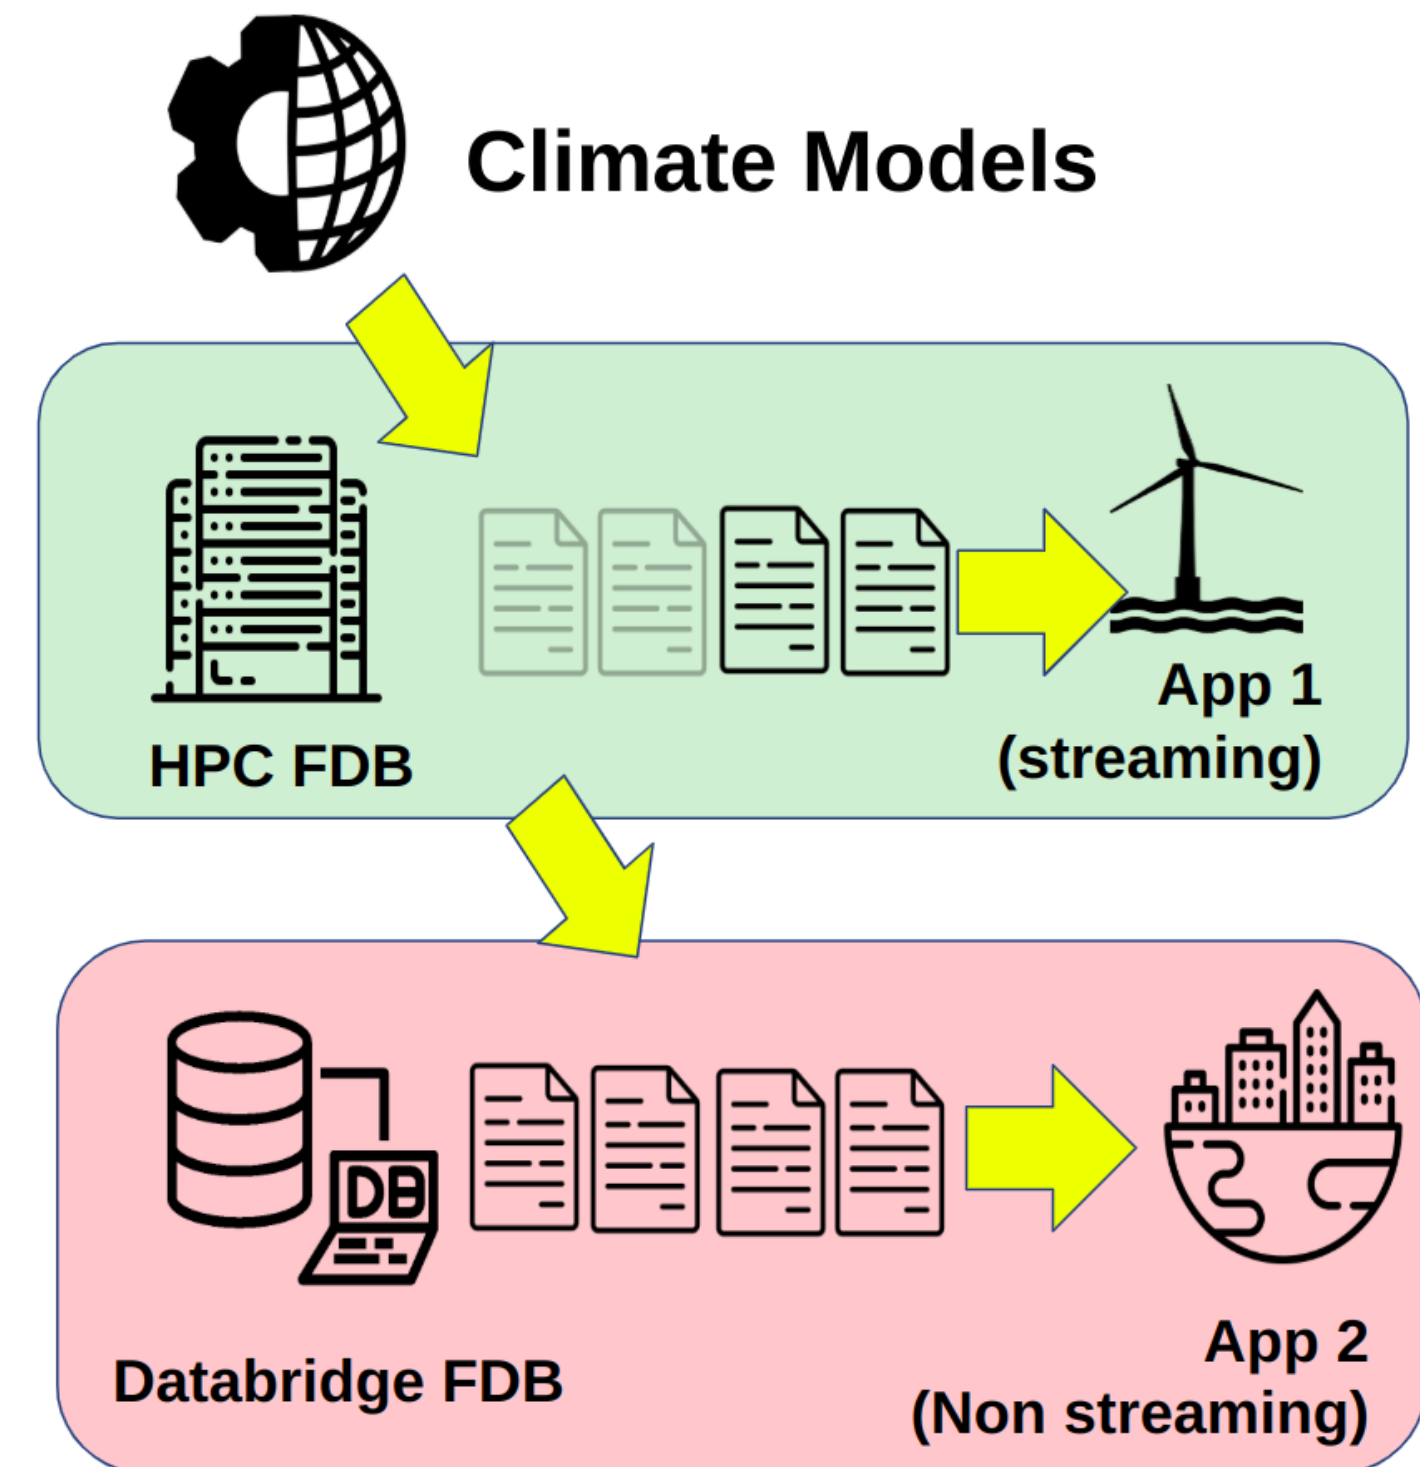 Climate Models
HPC FDB
App 1
(streaming)
DB
Databridge FDB
App 2
(Non streaming)